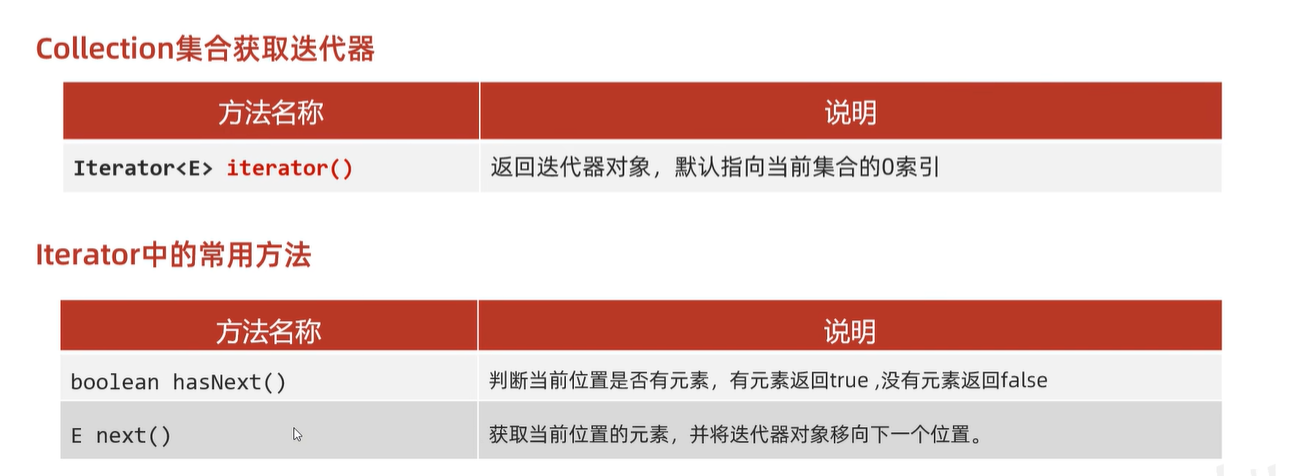 Collection集合获取迭代器
方法名称 说明
Iterator<E> iterator() 返回迭代器对象，默认指向当前集合的0索引
Iterator中的常用方法
方法名称 说明
boolean hasNext() 判断当前位置是否有元素，有元素返回true ,没有元素返回false
E next() 获取当前位置的元素，并将迭代器对象移向下一个位置。